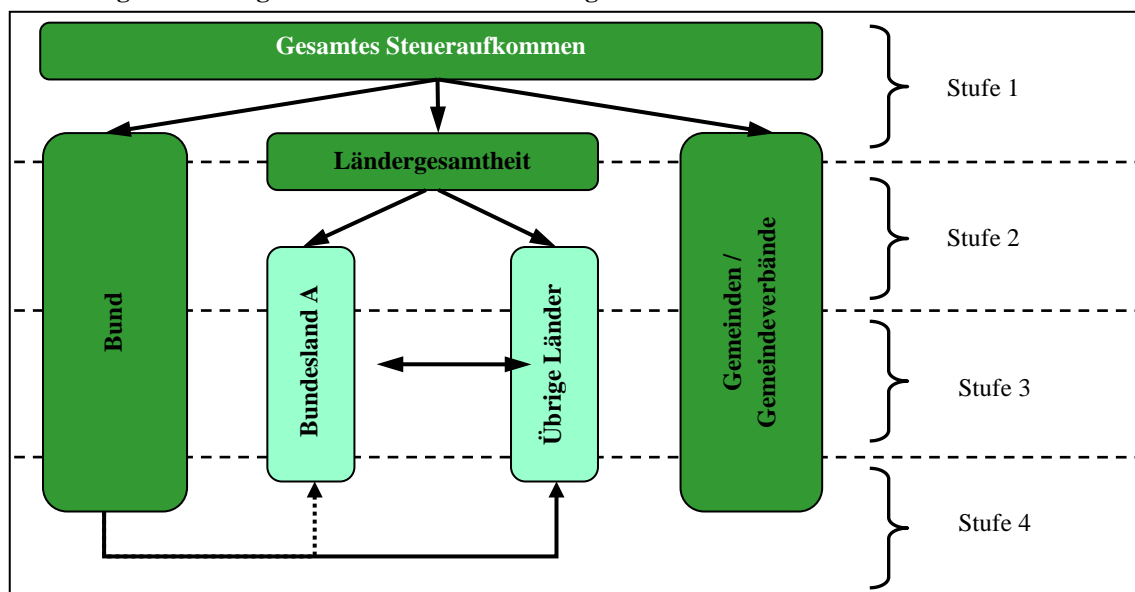 Gesamtes Steueraufkommen
Stufe 1
Ländergesamtheit
Stufe 2
Bund
Bundesland A
Übrige Länder
Gemeinden /
Gemeindeverbände
Stufe 3
Stufe 4